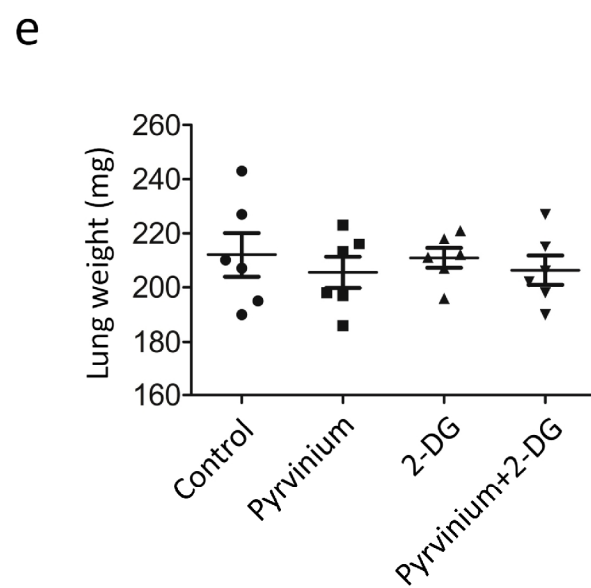 e
Lung weight (mg)
260
240
220
200
180
160
Control
Pyrvinium
2-DG
Pyrvinium+2-DG